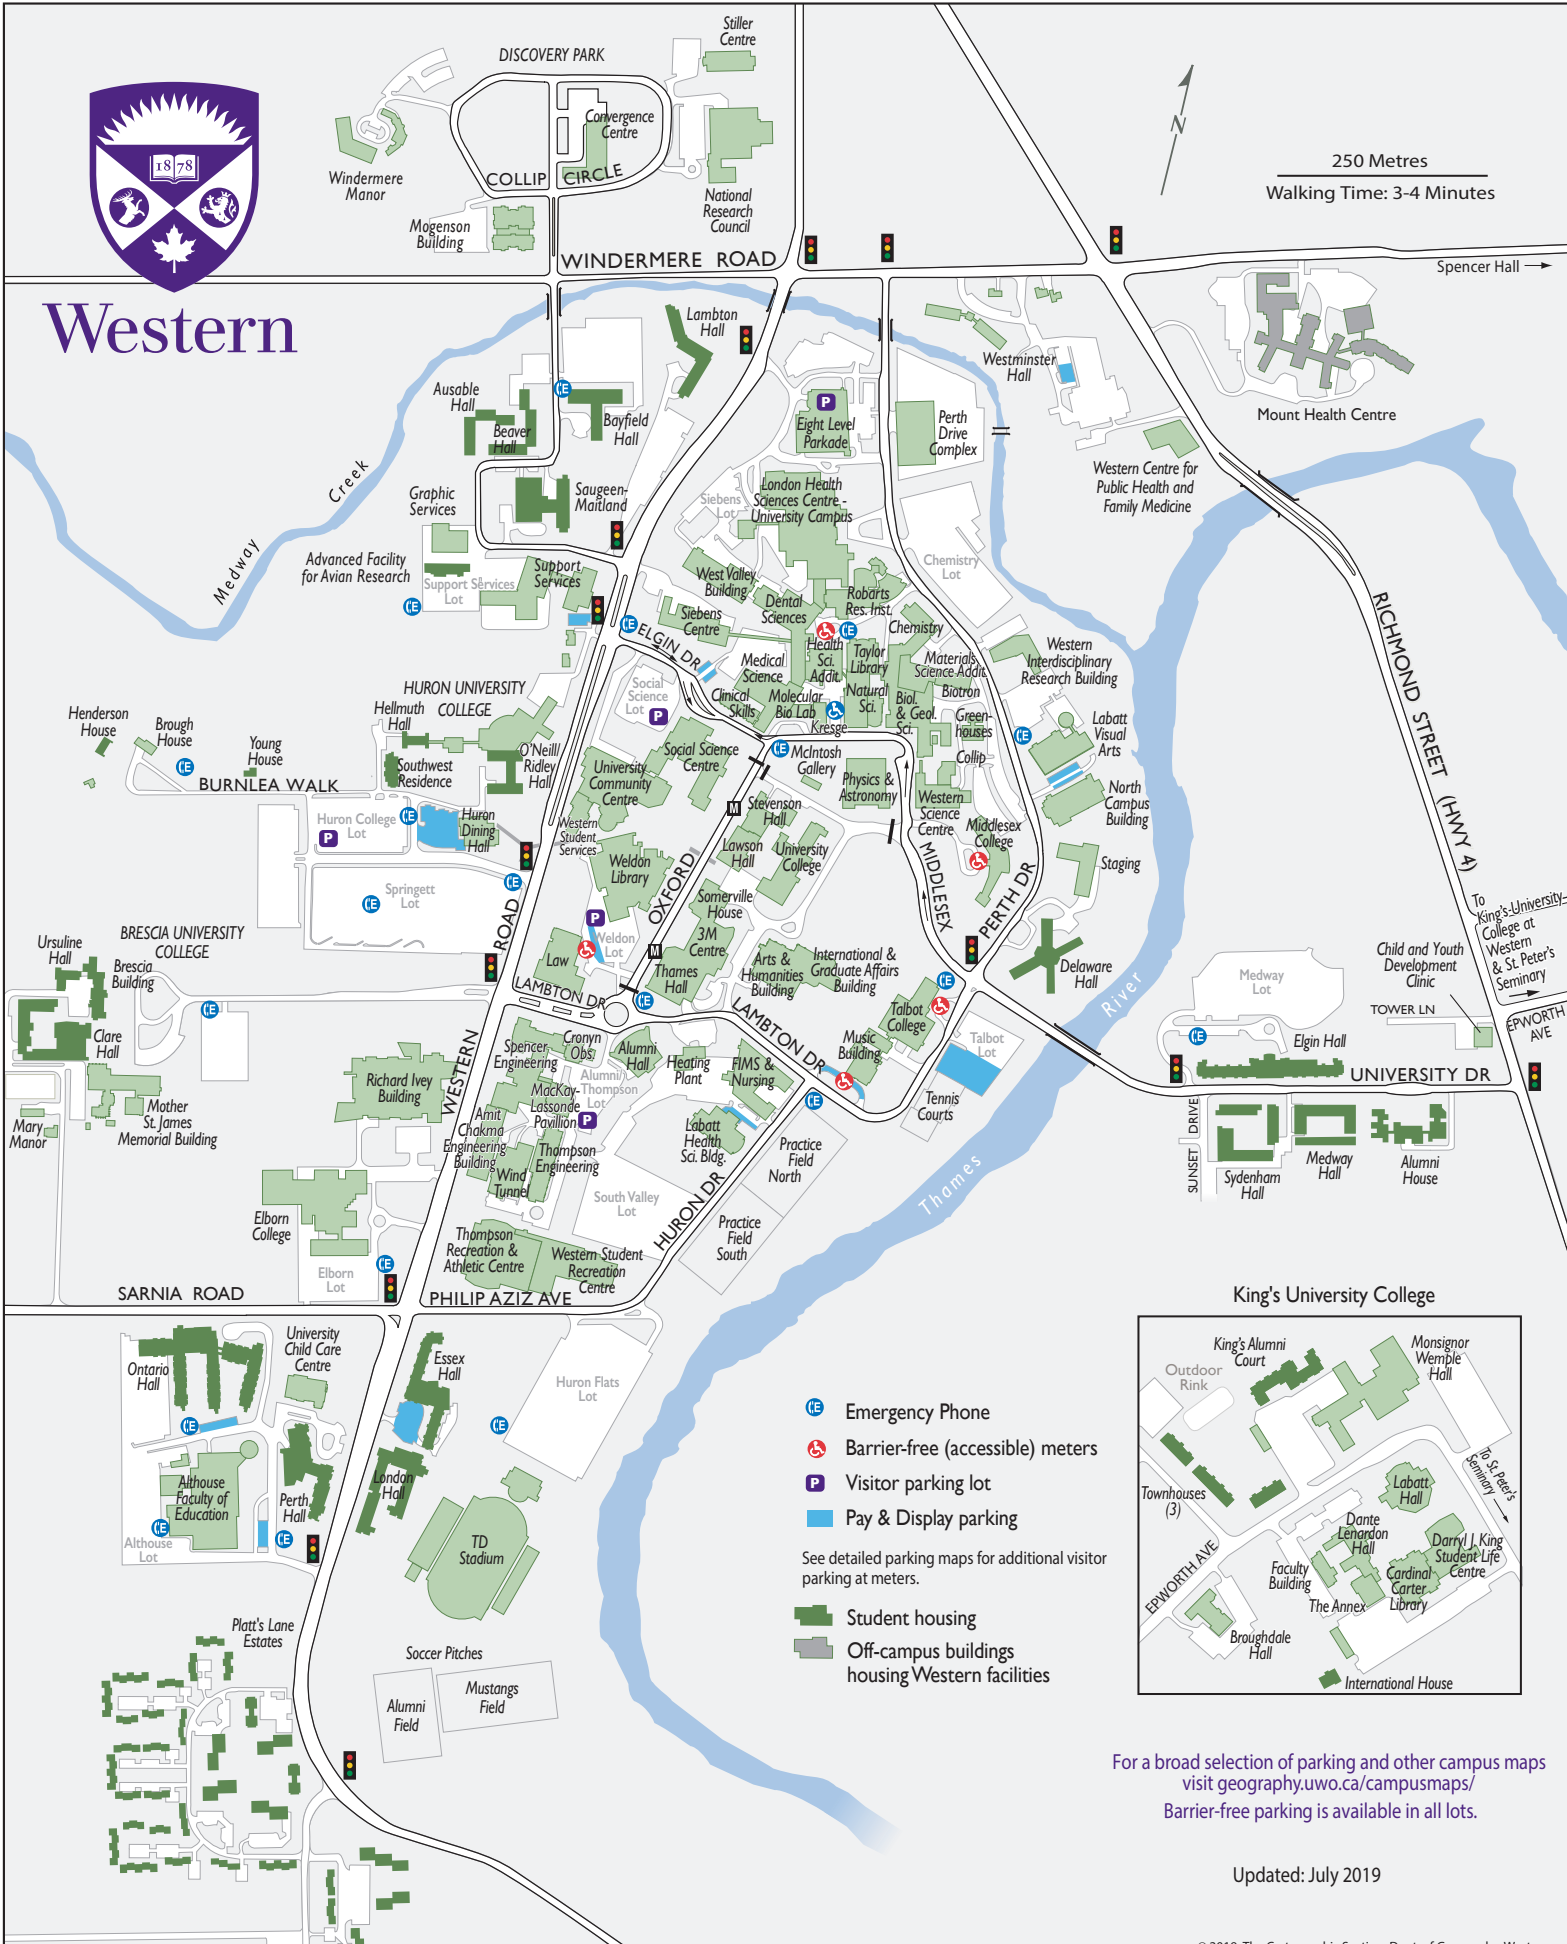 Stiller
Centre
DISCOVERY PARK
Convergence
Centre
18 78
Windermere
Manor
COLLIP CIRCLE
National
Research
Council
Mogenson
Building
N
250 Metres
Walking Time: 3-4 Minutes
WINDERMERE ROAD
Spencer Hall
Western
Lambton
Hall
Westminster
Hall
Mount Health Centre
Ausable
Hall
Beaver
Hall
Bayfield
Hall
P
Eight Level
Parkade
Perth
Drive
Complex
Western Centre for
Public Health and
Family Medicine
Medway Creek
Graphic
Services
Saugeen-
Maitland
Siebens
Lot
London Health
Sciences Centre -
University Campus
Chemistry
Lot
Advanced Facility
for Avian Research
Support Services
Lot
Support
Services
West Valley
Building
Dental
Sciences
Robarts
Res. Inst.
Siebens
Centre
Chemistry
ELGIN DR
RICHMOND STREET (HWY 4)
Medical
Science
Health
Sci.
Addit.
Taylor
Library
Materials
Science Addit.
Biotron
Western
Interdisciplinary
Research Building
Social
Science
Lot
P
Clinical
Skills
Molecular
Bio Lab
Natural
Sci.
Biol.
& Geol.
Sci.
Kresge
Green-
houses
Collip
Labatt
Visual
Arts
HURON UNIVERSITY
COLLEGE
Hellmuth
Hall
Henderson
House
Brough
House
Young
House
Southwest
Residence
O'Neill/
Ridley
Hall
BURNLEA WALK
Social Science
Centre
University
Community
Centre
McIntosh
Gallery
Physics &
Astronomy
Western
Science
Centre
North
Campus
Building
Huron College
Lot
P
Huron
Dining
Hall
Western
Student
Services
M
Stevenson
Hall
Lawson
Hall
University
College
Middlesex
College
Staging
Weldon
Library
OXFORD
MIDDLESEX
PERTH DR
Springett
Lot
Somerville
House
3M
Centre
P
Weldon
Lot
M
Law
Thames
Hall
Arts &
Humanities
Building
International &
Graduate Affairs
Building
Delaware
Hall
BRESCIA UNIVERSITY
COLLEGE
Ursuline
Hall
Brescia
Building
Clare
Hall
LAMBTON DR
LAMBTON DR
Talbot
College
Talbot
Lot
Music
Building
Tennis
Courts
Thames River
To
King's University
College at
Western
& St. Peter's
Seminary
Child and Youth
Development
Clinic
TOWER LN
EPWORTH
AVE
Medway
Lot
Elgin Hall
UNIVERSITY DR
SUNSET DRIVE
Sydenham
Hall
Medway
Hall
Alumni
House
WESTERN ROAD
Spencer
Engineering
Cronyn
Obs.
Alumni
Hall
Heating
Plant
FIMS &
Nursing
Alumni/
Thompson
Lot
P
MacKay-
Lassonde
Pavillion
Amit
Chakma
Engineering
Building
Thompson
Engineering
Wind
Tunnel
Labatt
Health
Sci. Bldg.
Richard Ivey
Building
Mary
Manor
Mother
St. James
Memorial Building
Elborn
College
Elborn
Lot
South Valley
Lot
HURON DR
Practice
Field
North
Practice
Field
South
Thompson
Recreation &
Athletic Centre
Western Student
Recreation
Centre
SARNIA ROAD
PHILIP AZIZ AVE
Ontario
Hall
University
Child Care
Centre
Essex
Hall
Huron Flats
Lot
Althouse
Faculty of
Education
Althouse
Lot
Perth
Hall
London
Hall
TD
Stadium
Platt's Lane
Estates
Soccer Pitches
Alumni
Field
Mustangs
Field
E Emergency Phone
Barrier-free (accessible) meters
P Visitor parking lot
Pay & Display parking
See detailed parking maps for additional visitor
parking at meters.
Student housing
Off-campus buildings
housing Western facilities
King's University College
King's Alumni
Court
Monsignor
Wemple
Hall
Outdoor
Rink
Townhouses
(3)
Labatt
Hall
To St. Peter's
Seminary
Dante
Lenardon
Hall
Darryl J. King
Student Life
Centre
Faculty
Building
Cardinal
Carter
Library
The Annex
EPWORTH AVE
Broughdale
Hall
International House
For a broad selection of parking and other campus maps
visit geography.uwo.ca/campusmaps/
Barrier-free parking is available in all lots.
Updated: July 2019